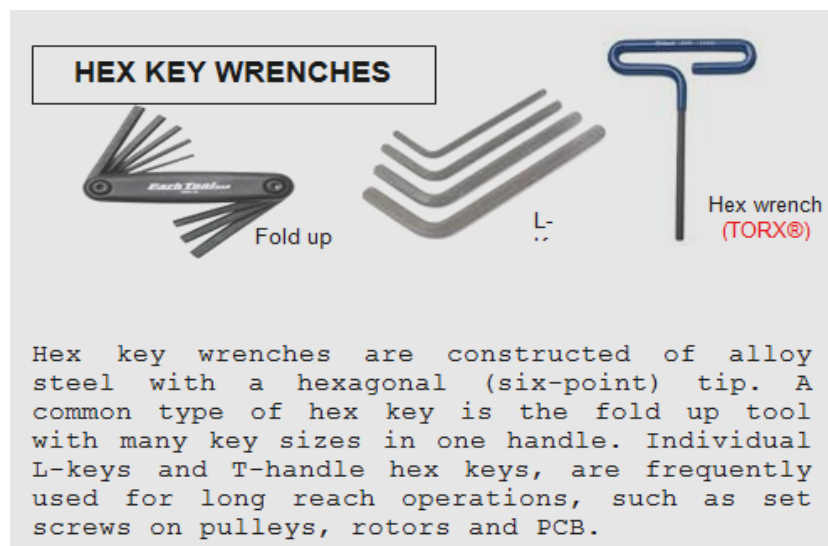 HEX KEY WRENCHES
Park Tool
Fold up
L-
Hex wrench
(TORX®)
Hex key wrenches are constructed of alloy
steel with a hexagonal (six-point) tip. A
common type of hex key is the fold up tool
with many key sizes in one handle. Individual
L-keys and T-handle hex keys, are frequently
used for long reach operations, such as set
screws on pulleys, rotors and PCB.